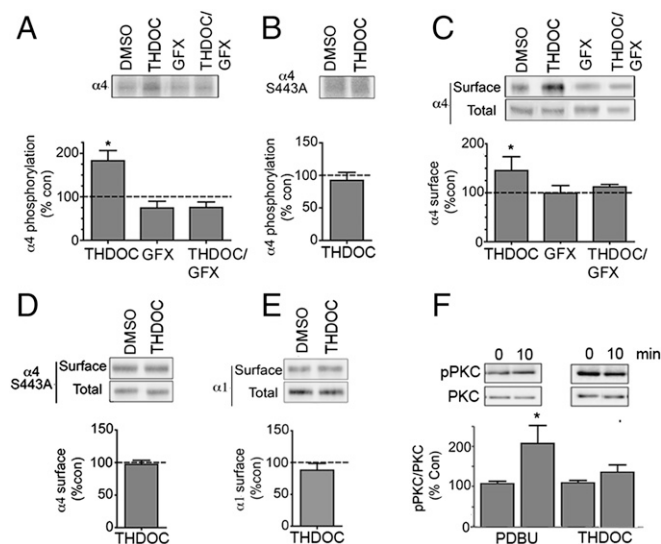 A
DMSO
THDOC
GFX
THDOC/
GFX
α4
200
150
100
50
0
α4 phosphorylation
(% con)
*
THDOC GFX THDOC/
GFX
B
DMSO
THDOC
α4
S443A
150
100
50
0
α4 phosphorylation
(% con)
THDOC
C
DMSO
THDOC
GFX
THDOC/
GFX
α4
Surface
Total
200
150
100
50
0
α4 surface
(%con)
*
THDOC GFX THDOC/
GFX
D
DMSO
THDOC
α4
S443A
Surface
Total
150
100
50
0
α4 surface
(%con)
THDOC
E
DMSO
THDOC
α1
Surface
Total
150
100
50
0
α1 surface
(%con)
THDOC
F
0 10 0 10 min
pPKC
PKC
200
100
0
pPKC/PKC
(% Con)
*
PDBU THDOC